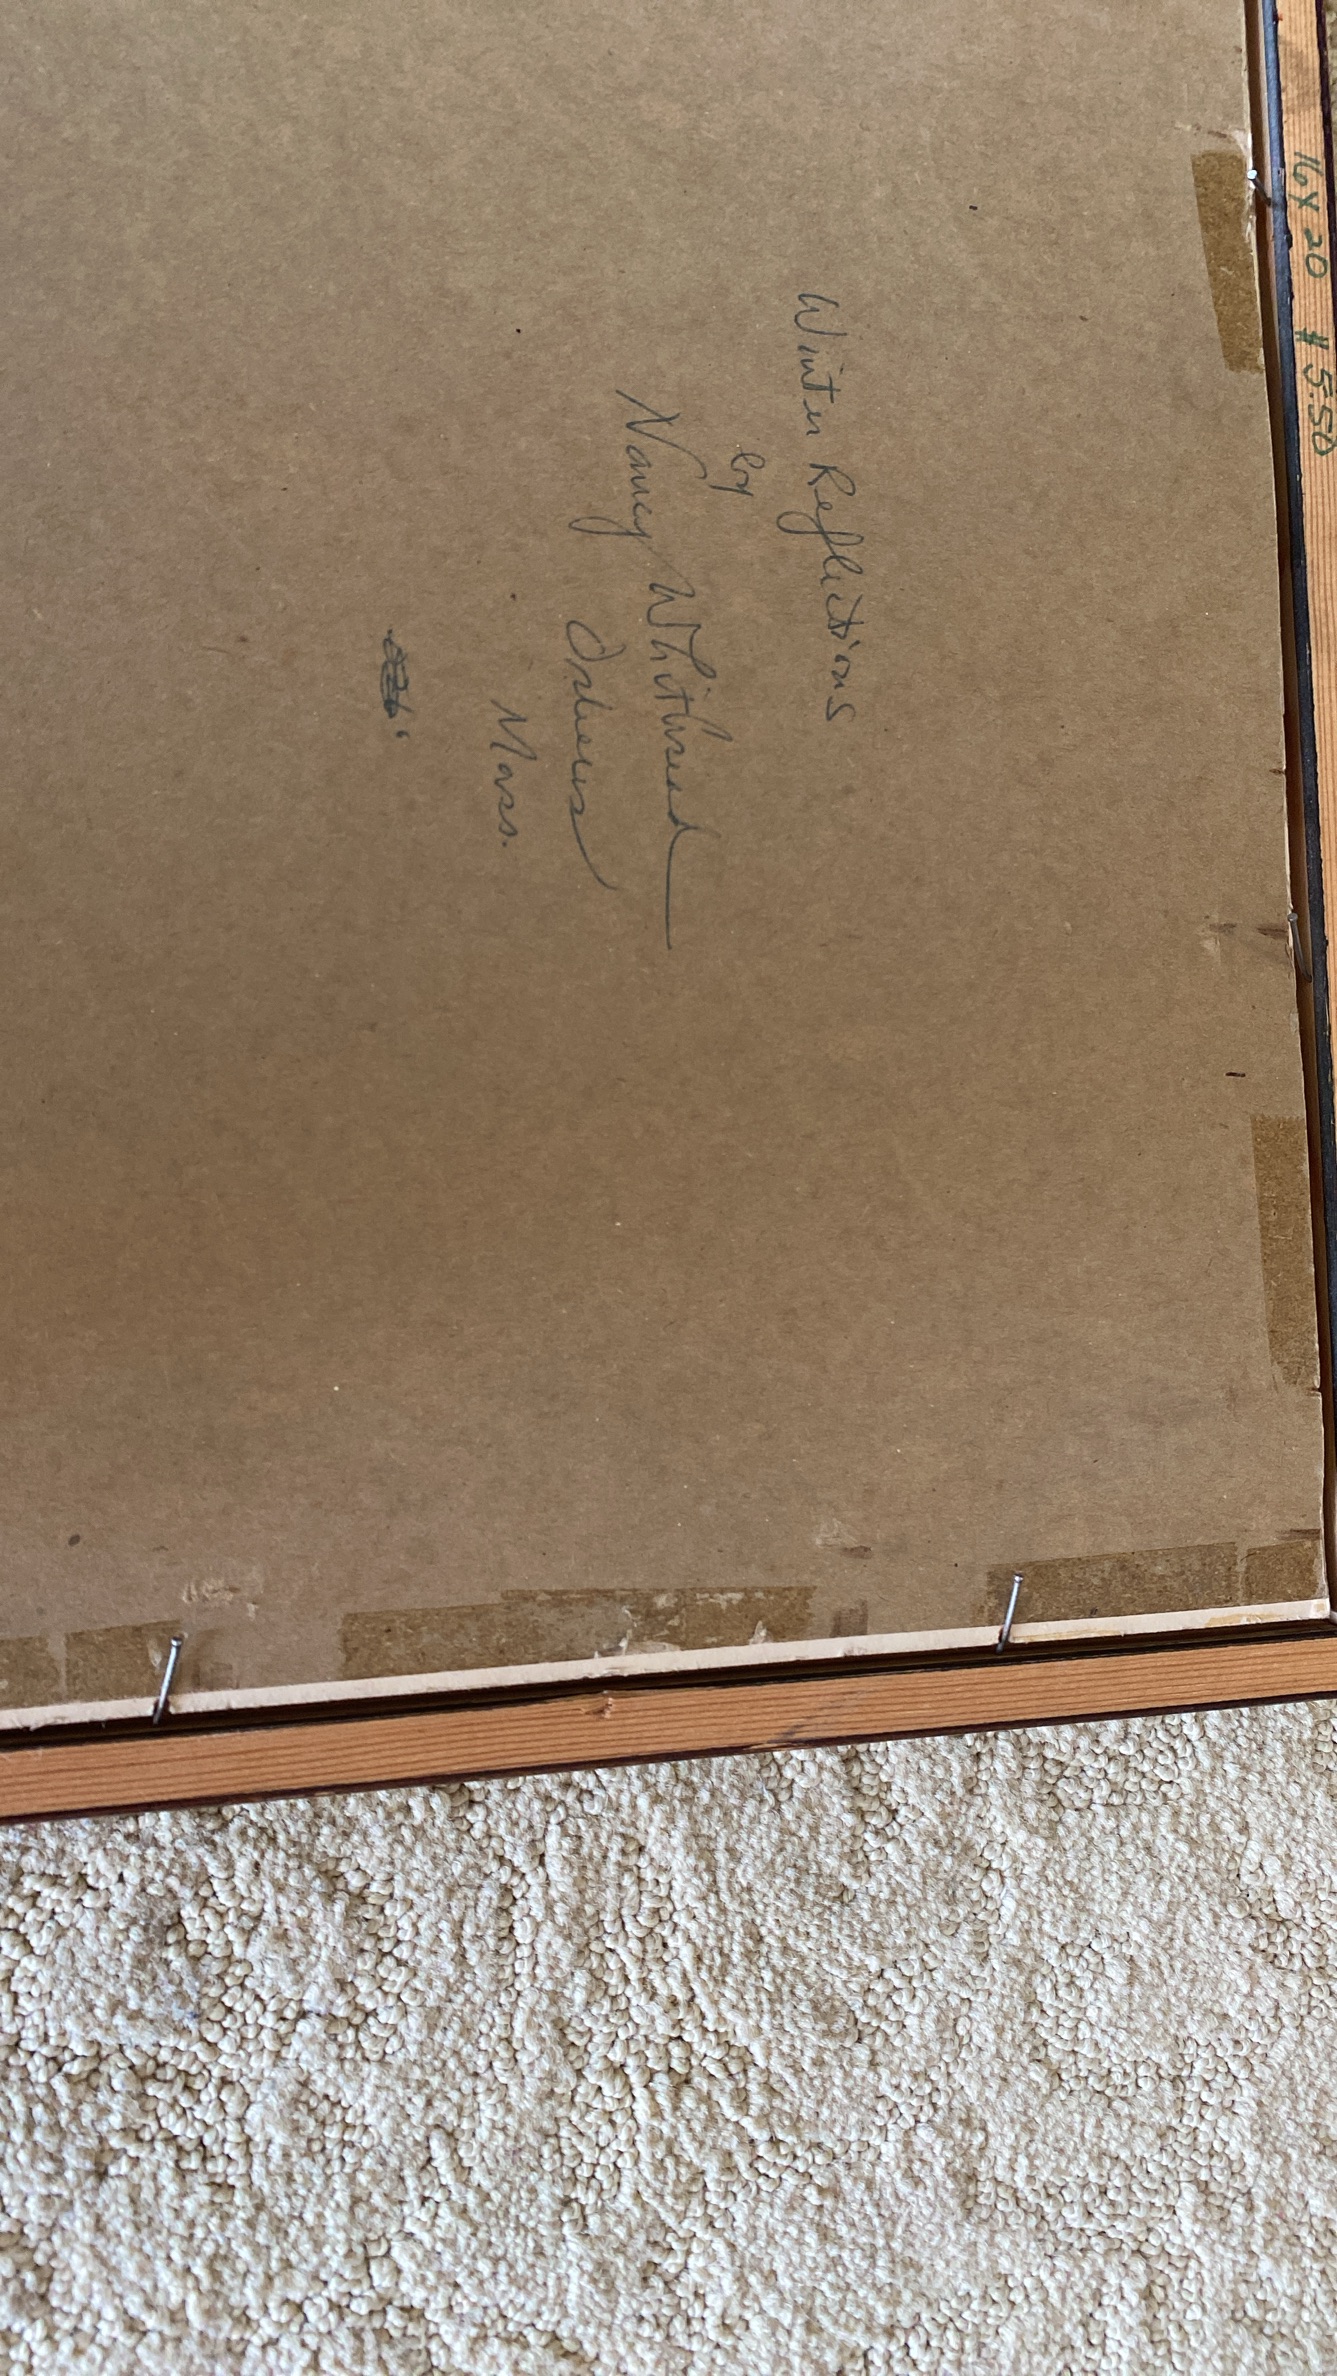 16 x 20 # 5.50
Winter Reflections
by
Nancy Whitehead
Orleans
Mass.